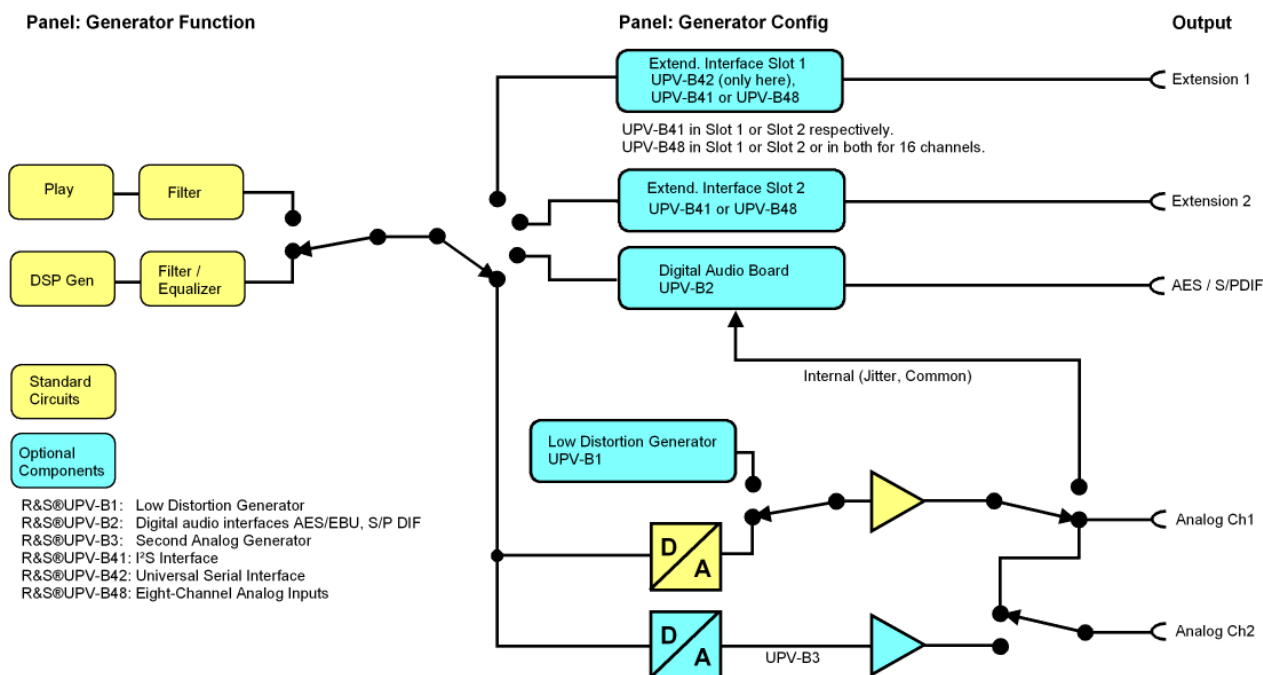 Panel: Generator Function
Panel: Generator Config
Output
Extend. Interface Slot 1
UPV-B42 (only here),
UPV-B41 or UPV-B48
Extension 1
UPV-B41 in Slot 1 or Slot 2 respectively.
UPV-B48 in Slot 1 or Slot 2 or in both for 16 channels.
Play
Filter
Extend. Interface Slot 2
UPV-B41 or UPV-B48
Extension 2
DSP Gen
Filter /
Equalizer
Digital Audio Board
UPV-B2
AES / S/PDIF
Internal (Jitter, Common)
Standard
Circuits
Optional
Components
Low Distortion Generator
UPV-B1
R&S®UPV-B1: Low Distortion Generator
R&S®UPV-B2: Digital audio interfaces AES/EBU, S/P DIF
R&S®UPV-B3: Second Analog Generator
R&S®UPV-B41: I²S Interface
R&S®UPV-B42: Universal Serial Interface
R&S®UPV-B48: Eight-Channel Analog Inputs
D
A
Analog Ch1
D
A
UPV-B3
Analog Ch2